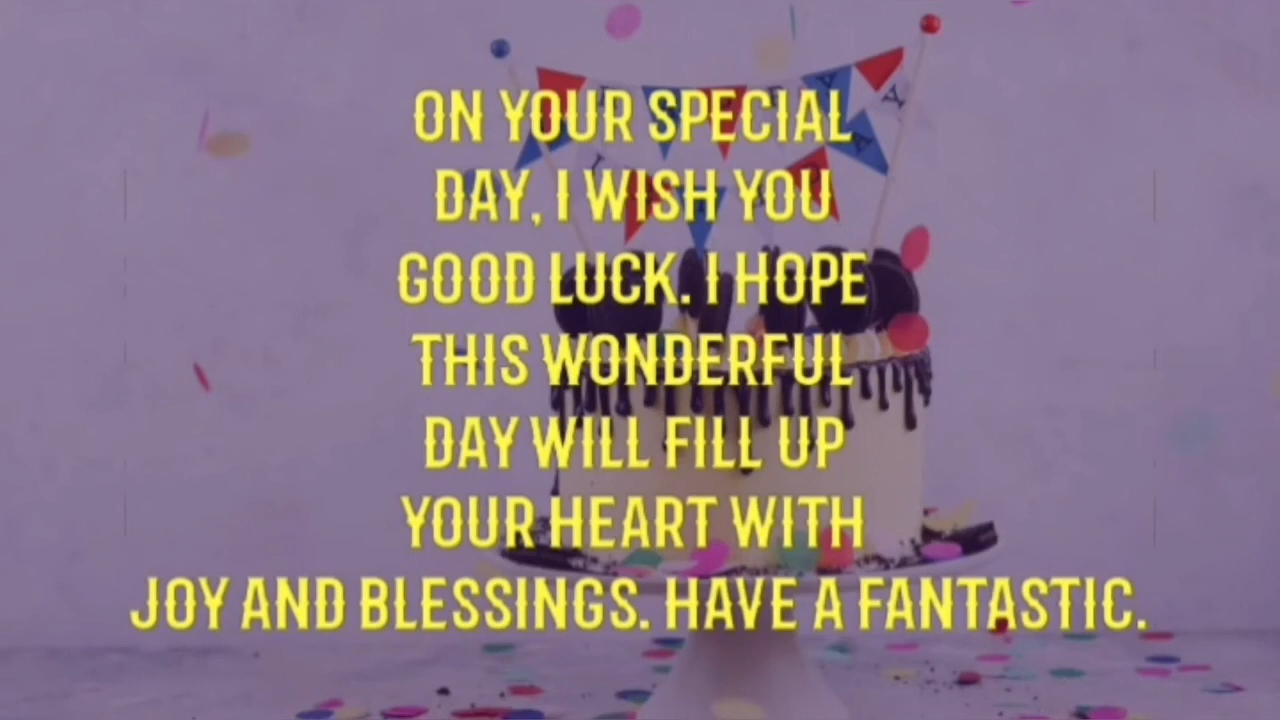 ON YOUR SPECIAL
DAY, I WISH YOU
GOOD LUCK. I HOPE
THIS WONDERFUL
DAY WILL FILL UP
YOUR HEART WITH
JOY AND BLESSINGS. HAVE A FANTASTIC.